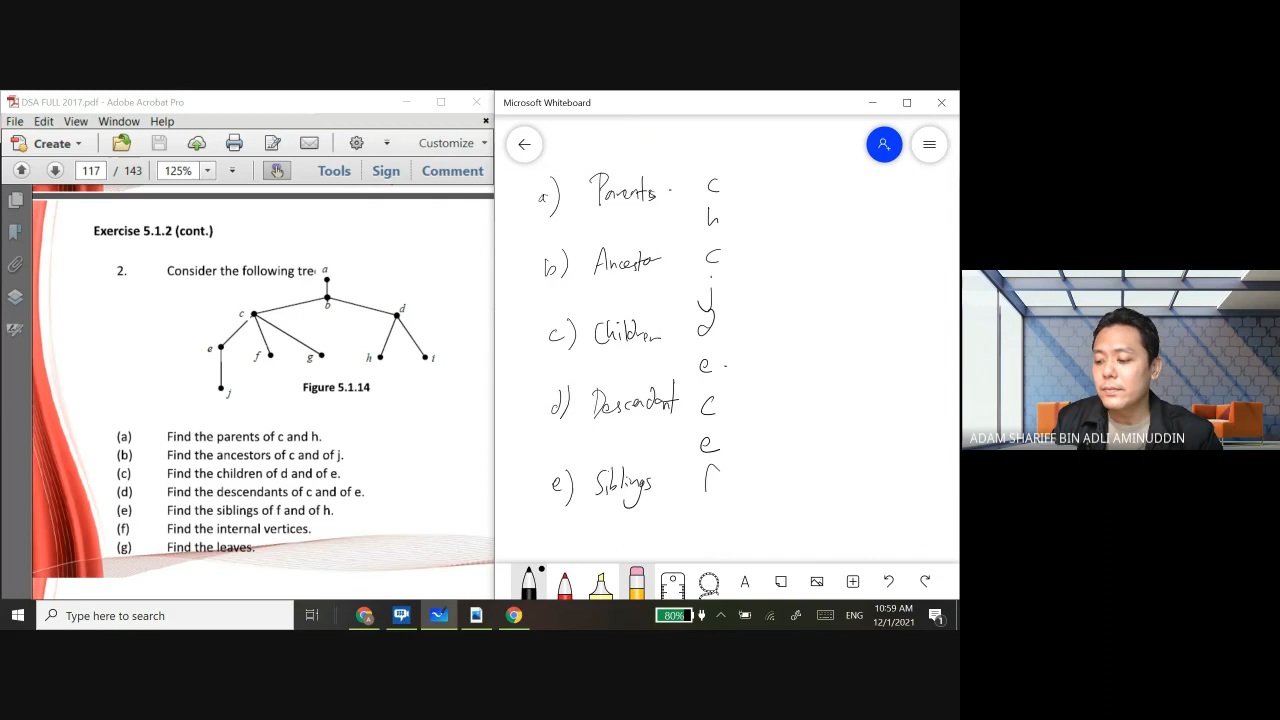 DSA FULL 2017.pdf - Adobe Acrobat Pro
File Edit View Window Help
Create
Customize
117 / 143
125%
Tools Sign Comment
Exercise 5.1.2 (cont.)
2. Consider the following tre
a
b
c
d
e
f
g
h
i
j
Figure 5.1.14
(a) Find the parents of c and h.
(b) Find the ancestors of c and of j.
(c) Find the children of d and of e.
(d) Find the descendants of c and of e.
(e) Find the siblings of f and of h.
(f) Find the internal vertices.
(g) Find the leaves.
Microsoft Whiteboard
a) Parents. c
h
b) Ancestor c
j
c) Children d
e.
d) Descendant c
e
e) Siblings f
A
Type here to search
A
80%
ENG
10:59 AM
12/1/2021
1
ADAM SHARIFF BIN ADLI AMINUDDIN